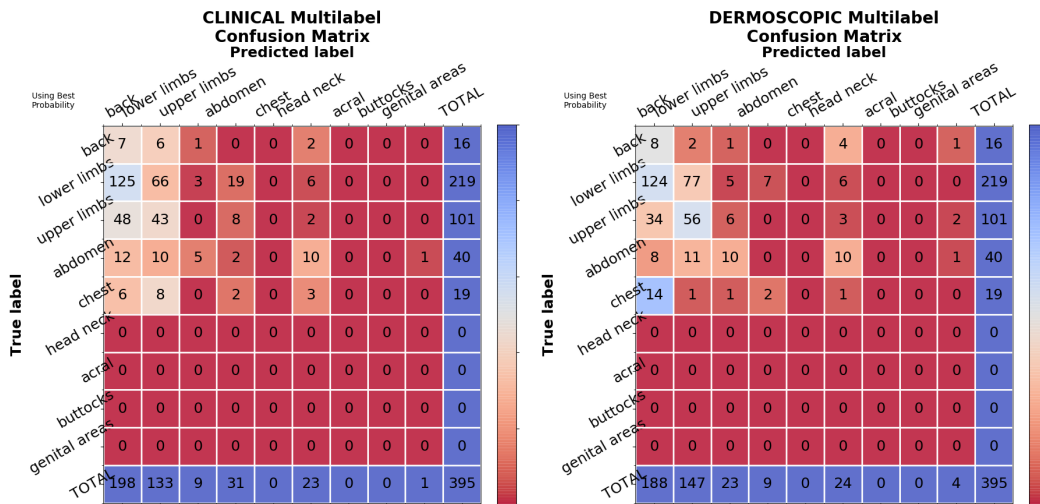 CLINICAL Multilabel
Confusion Matrix
Predicted label
Using Best
Probability
back lower limbs upper limbs abdomen chest head neck acral buttocks genital areas TOTAL
True label
back 7 6 1 0 0 2 0 0 0 16
lower limbs 125 66 3 19 0 6 0 0 0 219
upper limbs 48 43 0 8 0 2 0 0 0 101
abdomen 12 10 5 2 0 10 0 0 1 40
chest 6 8 0 2 0 3 0 0 0 19
head neck 0 0 0 0 0 0 0 0 0 0
acral 0 0 0 0 0 0 0 0 0 0
buttocks 0 0 0 0 0 0 0 0 0 0
genital areas 0 0 0 0 0 0 0 0 0 0
TOTAL 198 133 9 31 0 23 0 0 1 395
DERMOSCOPIC Multilabel
Confusion Matrix
Predicted label
Using Best
Probability
back lower limbs upper limbs abdomen chest head neck acral buttocks genital areas TOTAL
True label
back 8 2 1 0 0 4 0 0 1 16
lower limbs 124 77 5 7 0 6 0 0 0 219
upper limbs 34 56 6 0 0 3 0 0 2 101
abdomen 8 11 10 0 0 10 0 0 1 40
chest 14 1 1 2 0 1 0 0 0 19
head neck 0 0 0 0 0 0 0 0 0 0
acral 0 0 0 0 0 0 0 0 0 0
buttocks 0 0 0 0 0 0 0 0 0 0
genital areas 0 0 0 0 0 0 0 0 0 0
TOTAL 188 147 23 9 0 24 0 0 4 395